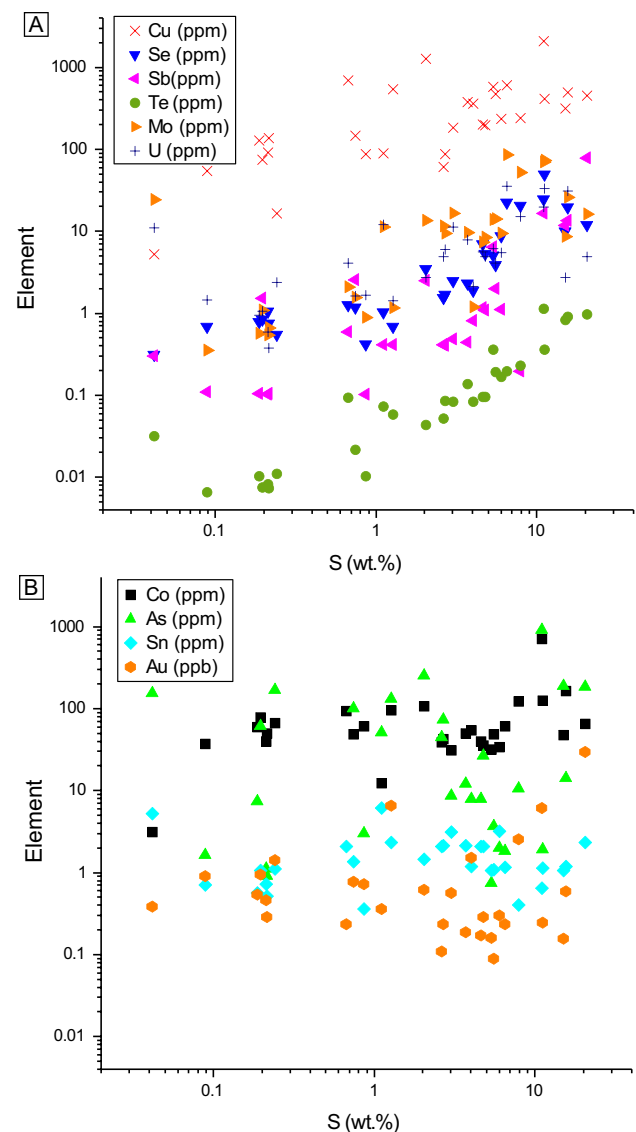 A
Cu (ppm)
Se (ppm)
Sb(ppm)
Te (ppm)
Mo (ppm)
U (ppm)
1000
100
10
1
0.1
0.01
Element
0.1 1 10
S (wt.%)
B
Co (ppm)
As (ppm)
Sn (ppm)
Au (ppb)
1000
100
10
1
0.1
0.01
Element
0.1 1 10
S (wt.%)